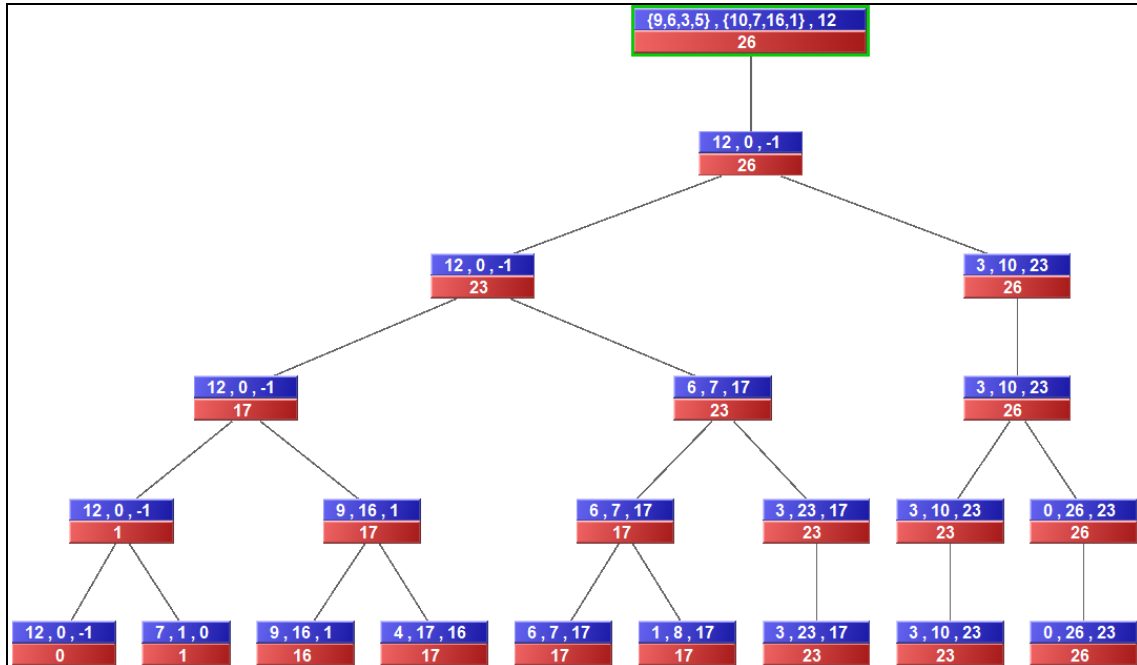 {9,6,3,5} , {10,7,16,1} , 12
26
12 , 0 , -1
26
12 , 0 , -1
23
3 , 10 , 23
26
12 , 0 , -1
17
6 , 7 , 17
23
3 , 10 , 23
26
12 , 0 , -1
1
9 , 16 , 1
17
6 , 7 , 17
17
3 , 23 , 17
23
3 , 10 , 23
23
0 , 26 , 23
26
12 , 0 , -1
0
7 , 1 , 0
1
9 , 16 , 1
16
4 , 17 , 16
17
6 , 7 , 17
17
1 , 8 , 17
17
3 , 23 , 17
23
3 , 10 , 23
23
0 , 26 , 23
26